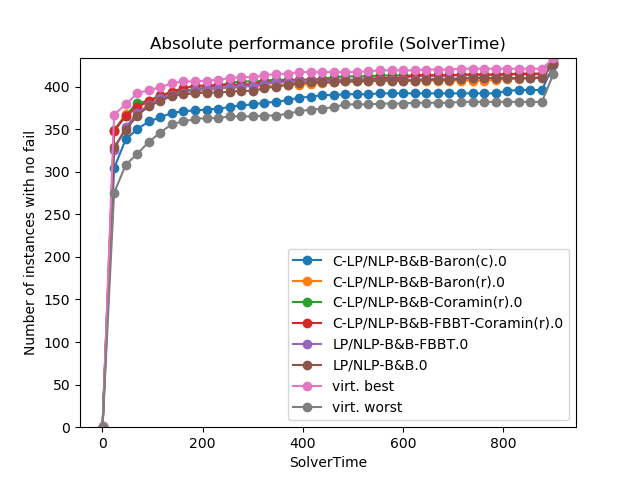 Absolute performance profile (SolverTime)
Number of instances with no fail
400
350
300
250
200
150
100
50
0
C-LP/NLP-B&B-Baron(c).0
C-LP/NLP-B&B-Baron(r).0
C-LP/NLP-B&B-Coramin(r).0
C-LP/NLP-B&B-FBBT-Coramin(r).0
LP/NLP-B&B-FBBT.0
LP/NLP-B&B.0
virt. best
virt. worst
0 200 400 600 800
SolverTime